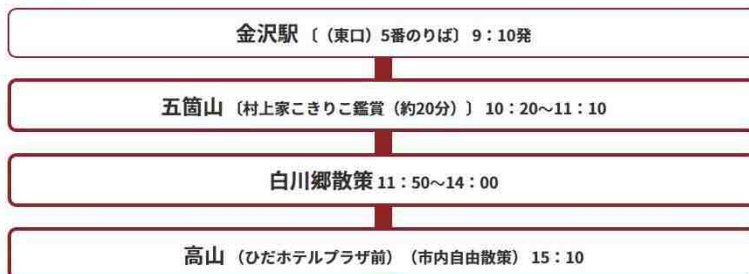 金沢駅 〔（東口）5番のりば〕 9：10発
五箇山 〔村上家こきりこ鑑賞（約20分）〕 10：20～11：10
白川郷散策 11：50～14：00
高山 （ひだホテルプラザ前）（市内自由散策） 15：10